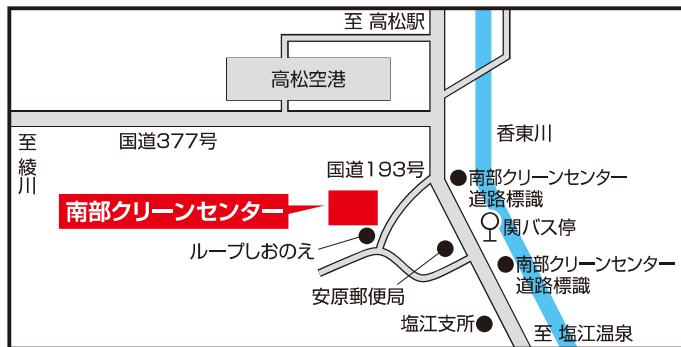 至 高松駅
高松空港
国道377号
至 綾川
香東川
国道193号
南部クリーンセンター
道路標識
南部クリーンセンター
関バス停
ループしおのえ
南部クリーンセンター
道路標識
安原郵便局
塩江支所
至 塩江温泉